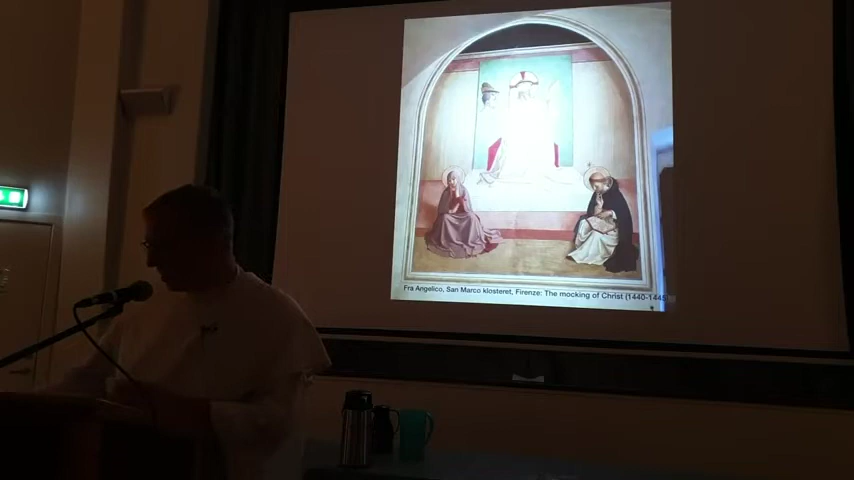 Fra Angelico, San Marco klosteret, Firenze: The mocking of Christ (1440-1445)